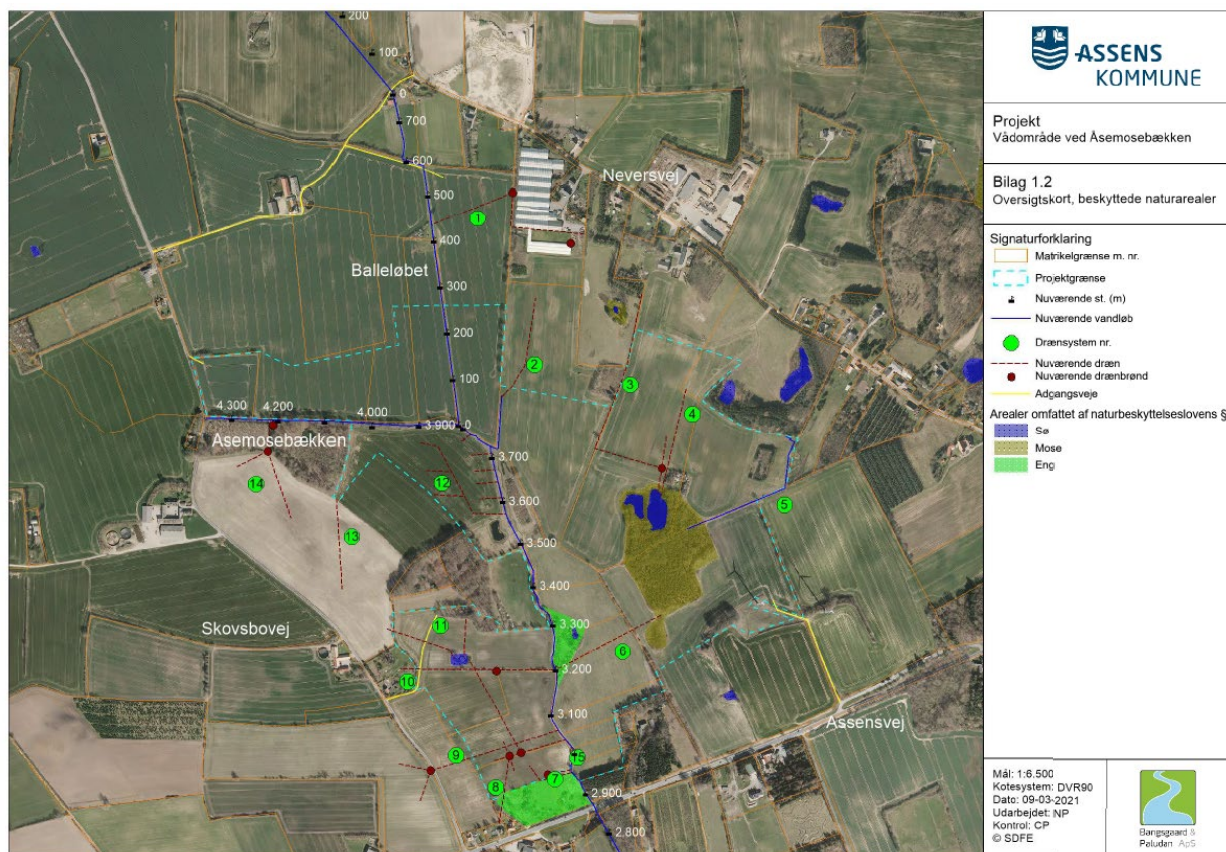 200
100
0
700
600
500
400
300
200
100
0
Neversvej
Balleløbet
1
2
3
4
5
4.300
4.200
4.000
3.900
Åsemosebækken
3.700
3.600
3.500
3.400
3.300
3.200
3.100
2.900
2.800
14
12
13
Skovsbovej
11
10
6
9
8
7
15
Assensvej
ASSENS
KOMMUNE
Projekt
Vådområde ved Åsemosebækken
Bilag 1.2
Oversigtskort, beskyttede naturarealer
Signaturforklaring
Matrikelgrænse m. nr.
Projektgrænse
Nuværende st. (m)
Nuværende vandløb
Drænsystem nr.
Nuværende dræn
Nuværende drænbrønd
Adgangsveje
Arealer omfattet af naturbeskyttelseslovens §
Sø
Mose
Eng
Mål: 1:6.500
Kotesystem: DVR90
Dato: 09-03-2021
Udarbejdet: NP
Kontrol: CP
© SDFE
Bangsgaard &
Paludan ApS